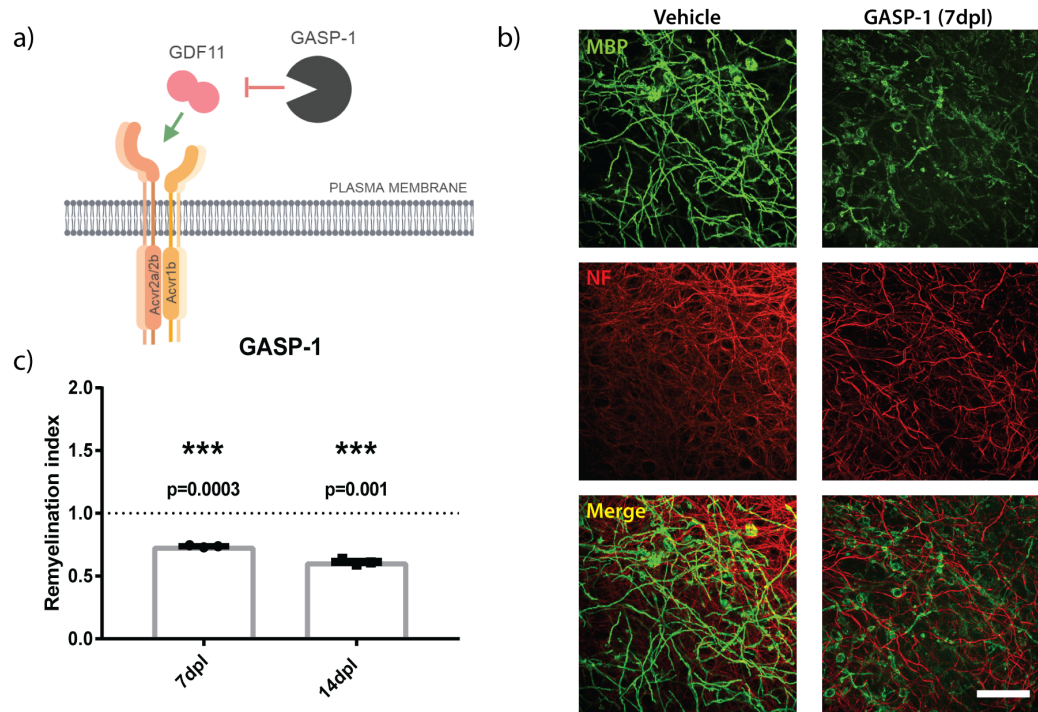 a)
GDF11
GASP-1
PLASMA MEMBRANE
Acvr2a/2b
Acvr1b
b)
Vehicle
GASP-1 (7dpl)
MBP
NF
Merge
c)
GASP-1
Remyelination index
2.0
1.5
1.0
0.5
0.0
***
***
p=0.0003
p=0.001
7dpl
14dpl